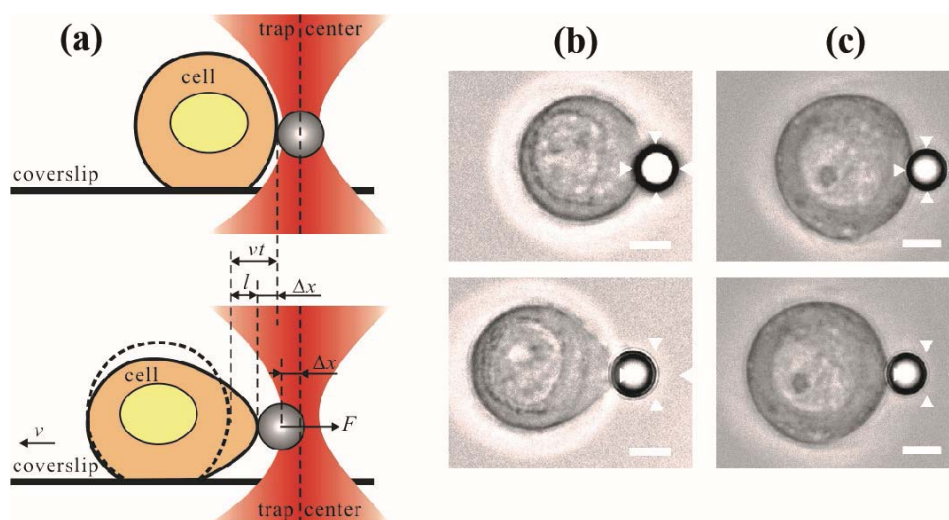 (a)
trap center
cell
coverslip
vt
l
Δx
Δx
cell
F
v
coverslip
trap center
(b)
(c)